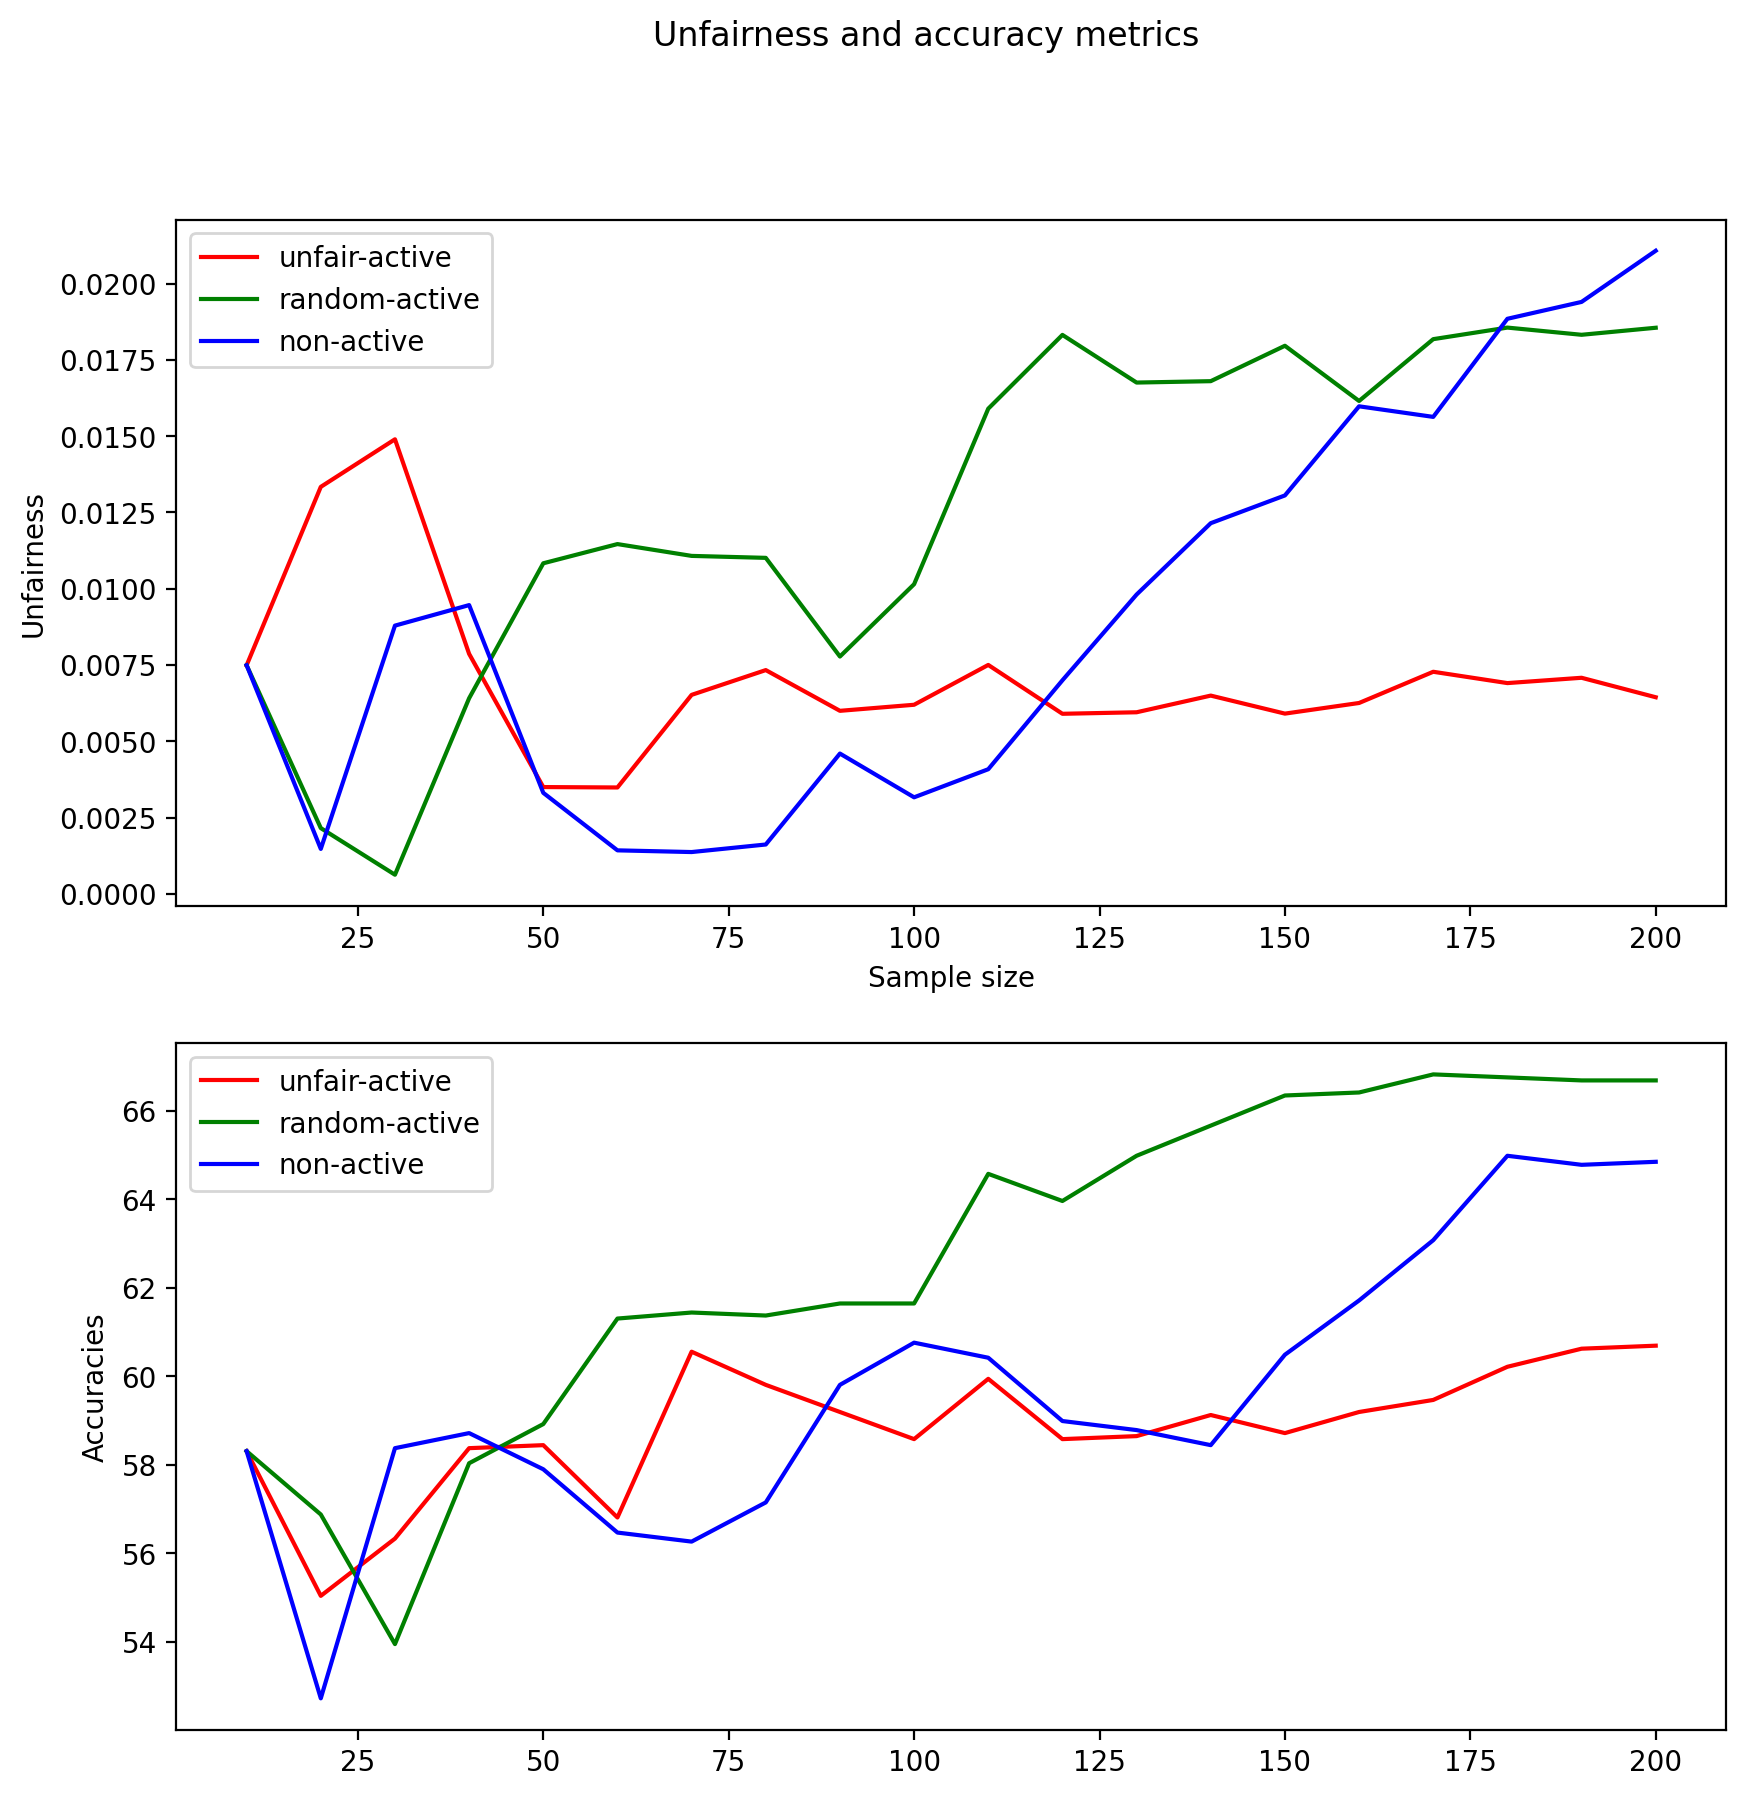 Unfairness and accuracy metrics
unfair-active
random-active
non-active
0.0200
0.0175
0.0150
0.0125
0.0100
0.0075
0.0050
0.0025
0.0000
Unfairness
25 50 75 100 125 150 175 200
Sample size
unfair-active
random-active
non-active
66
64
62
60
58
56
54
Accuracies
25 50 75 100 125 150 175 200